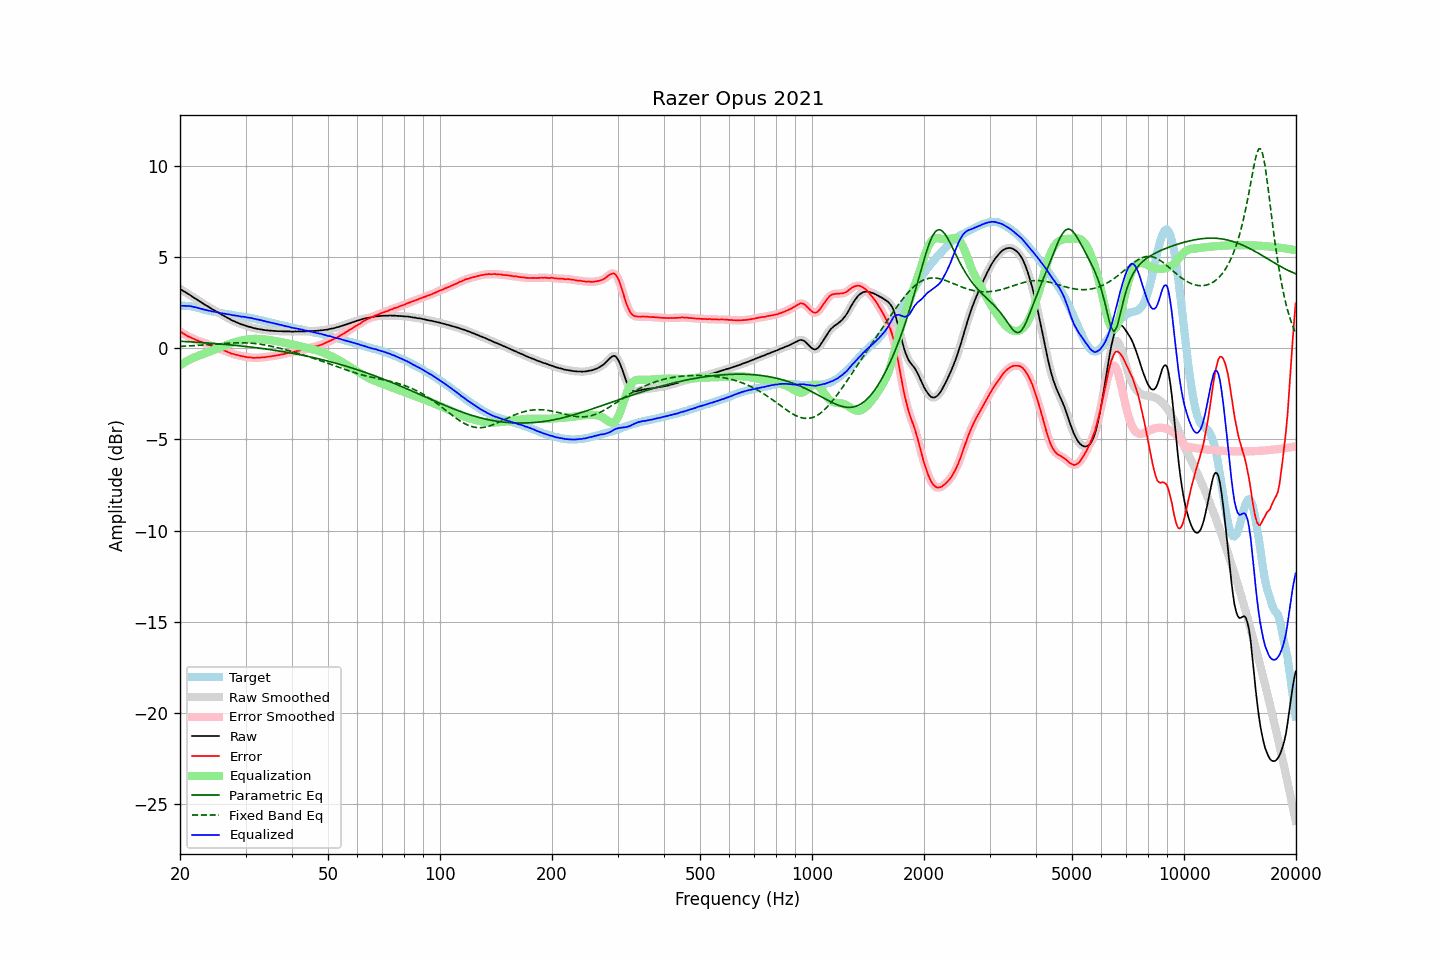 Razer Opus 2021
Amplitude (dBr)
10
5
0
−5
−10
−15
−20
−25
Target
Raw Smoothed
Error Smoothed
Raw
Error
Equalization
Parametric Eq
Fixed Band Eq
Equalized
20 50 100 200 500 1000 2000 5000 10000 20000
Frequency (Hz)